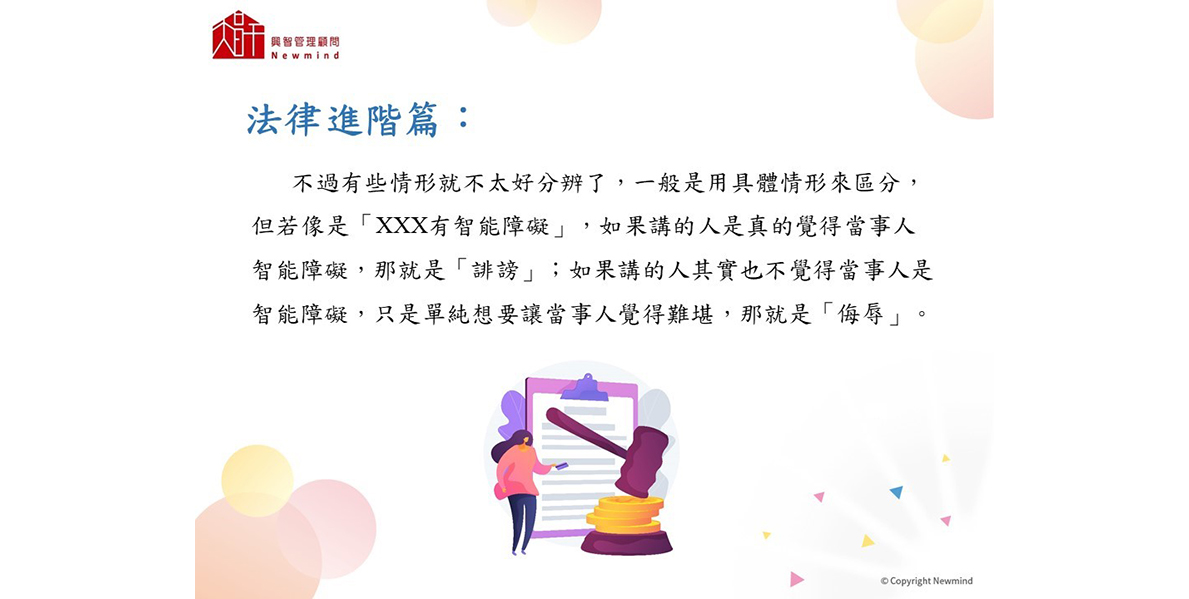 興智管理顧問
Newmind
法律進階篇：
不過有些情形就不太好分辨了，一般是用具體情形來區分，
但若像是「XXX有智能障礙」，如果講的人是真的覺得當事人
智能障礙，那就是「誹謗」；如果講的人其實也不覺得當事人是
智能障礙，只是單純想要讓當事人覺得難堪，那就是「侮辱」。
© Copyright Newmind